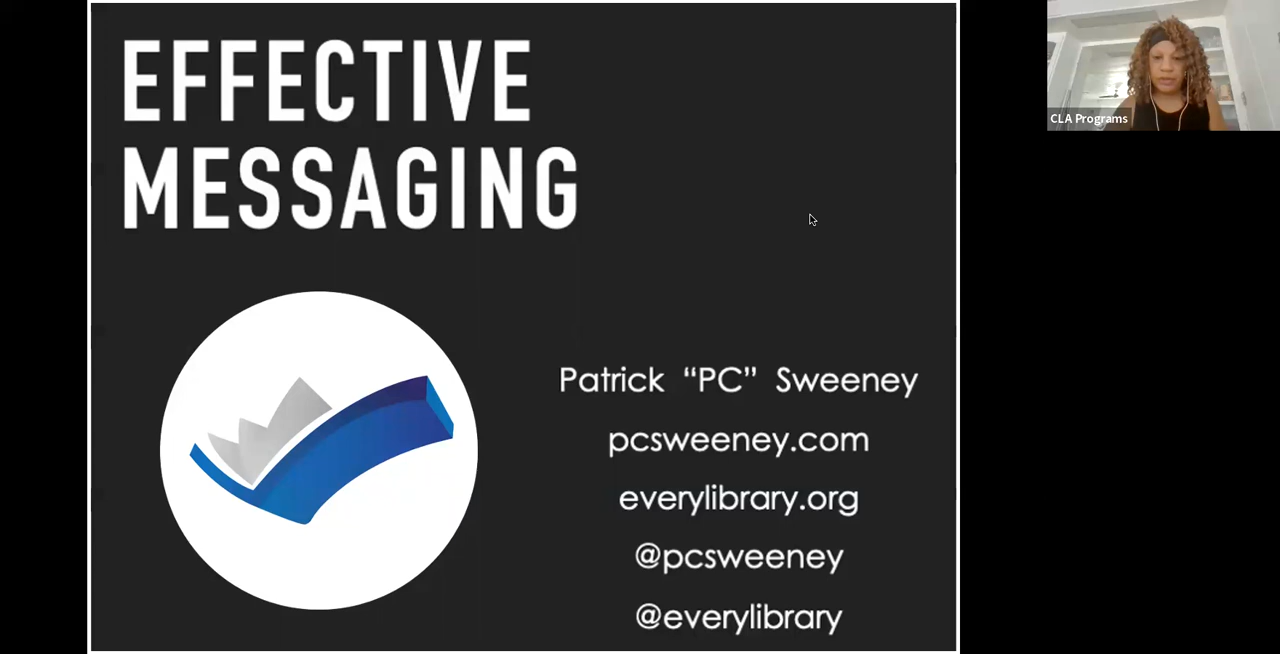 EFFECTIVE
MESSAGING
Patrick “PC” Sweeney
pcsweeney.com
everylibrary.org
@pcsweeney
@everylibrary
CLA Programs